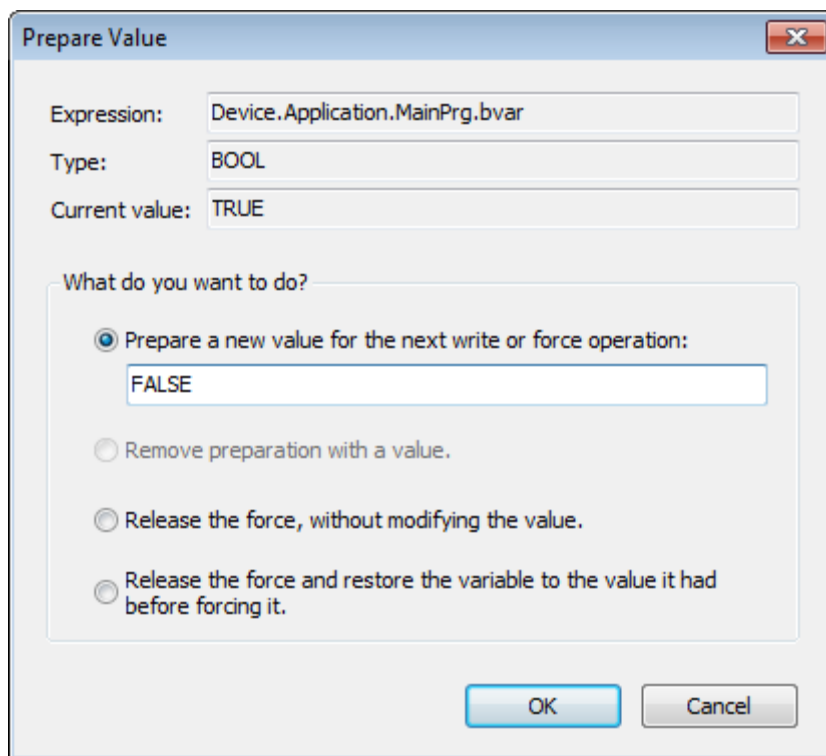 Prepare Value
Expression: Device.Application.MainPrg.bvar
Type: BOOL
Current value: TRUE
What do you want to do?
Prepare a new value for the next write or force operation:
FALSE
Remove preparation with a value.
Release the force, without modifying the value.
Release the force and restore the variable to the value it had
before forcing it.
OK Cancel